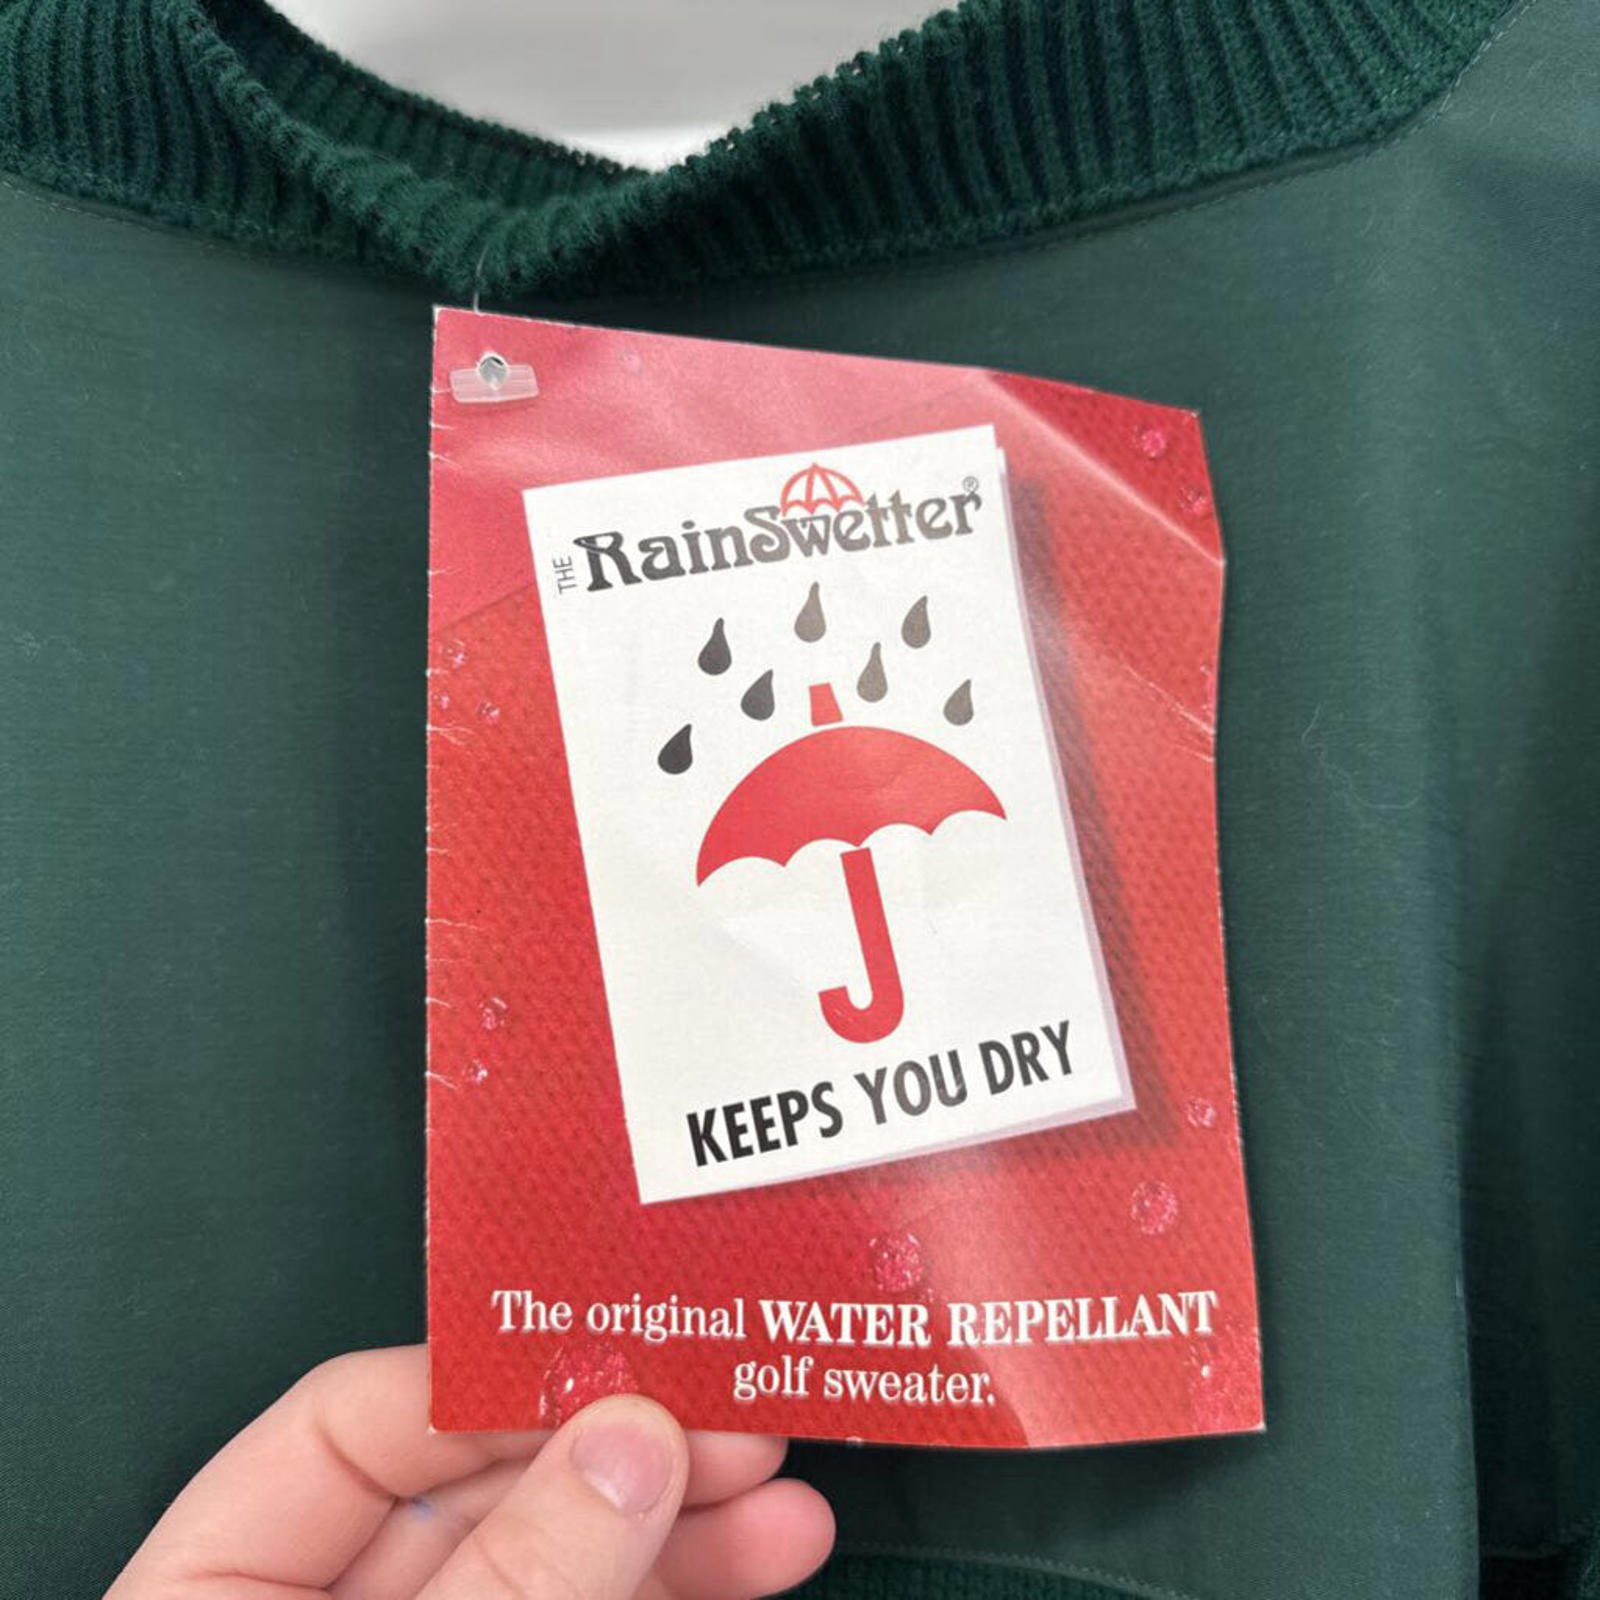 THE RainSwetter®
KEEPS YOU DRY
The original WATER REPELLANT
golf sweater.